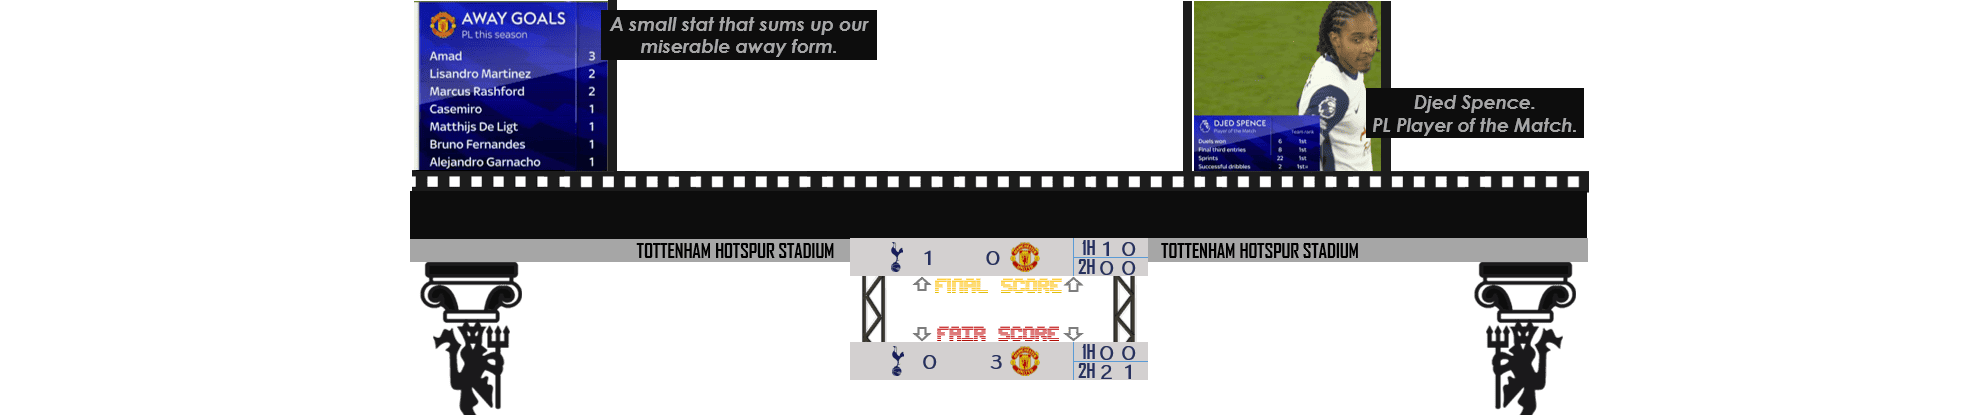 AWAY GOALS
PL this season
Amad 3
Lisandro Martinez 2
Marcus Rashford 2
Casemiro 1
Matthijs De Ligt 1
Bruno Fernandes 1
Alejandro Garnacho 1
A small stat that sums up our
miserable away form.
DJED SPENCE
Player of the Match
Team rank
Duels won 6 1st
Final third entries 8 1st
Sprints 22 1st
Successful dribbles 2 1st=
Djed Spence.
PL Player of the Match.
TOTTENHAM HOTSPUR STADIUM
1 0
1H 1 0
2H 0 0
TOTTENHAM HOTSPUR STADIUM
FINAL SCORE
FAIR SCORE
0 3
1H 0 0
2H 2 1